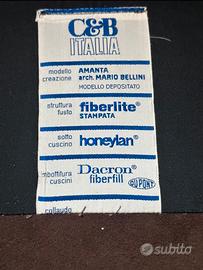 C&B
ITALIA
modello AMANTA
creazione arch. MARIO BELLINI
MODELLO DEPOSITATO
struttura fiberlite®
fusto STAMPATA
sotto
cuscino honeylan®
imbottitura Dacron®
cuscini fiberfill DU PONT
collaudo
subito